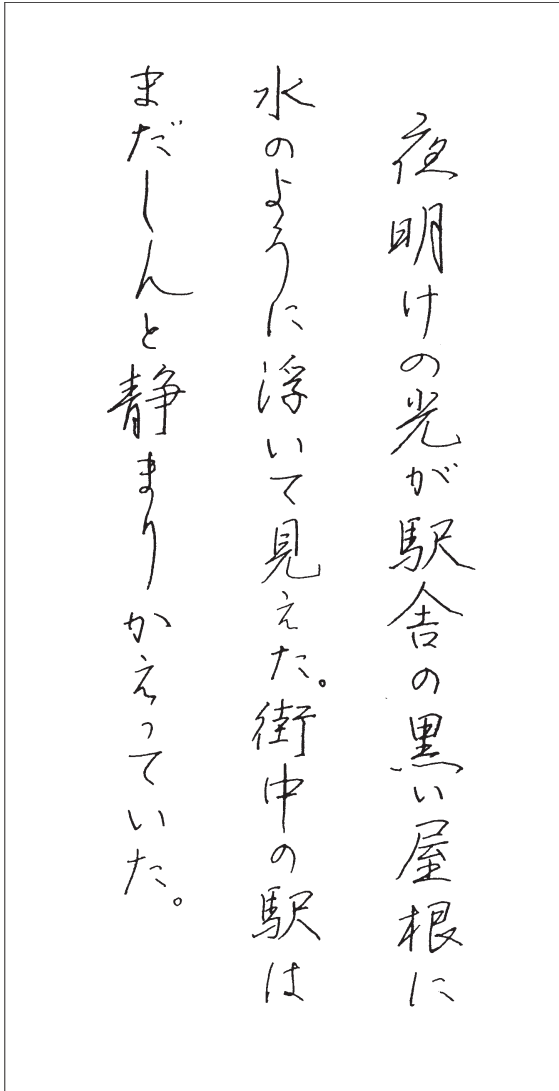 夜明けの光が駅舎の黒い屋根に
水のように浮いて見えた。街中の駅は
まだしんと静まりかえっていた。